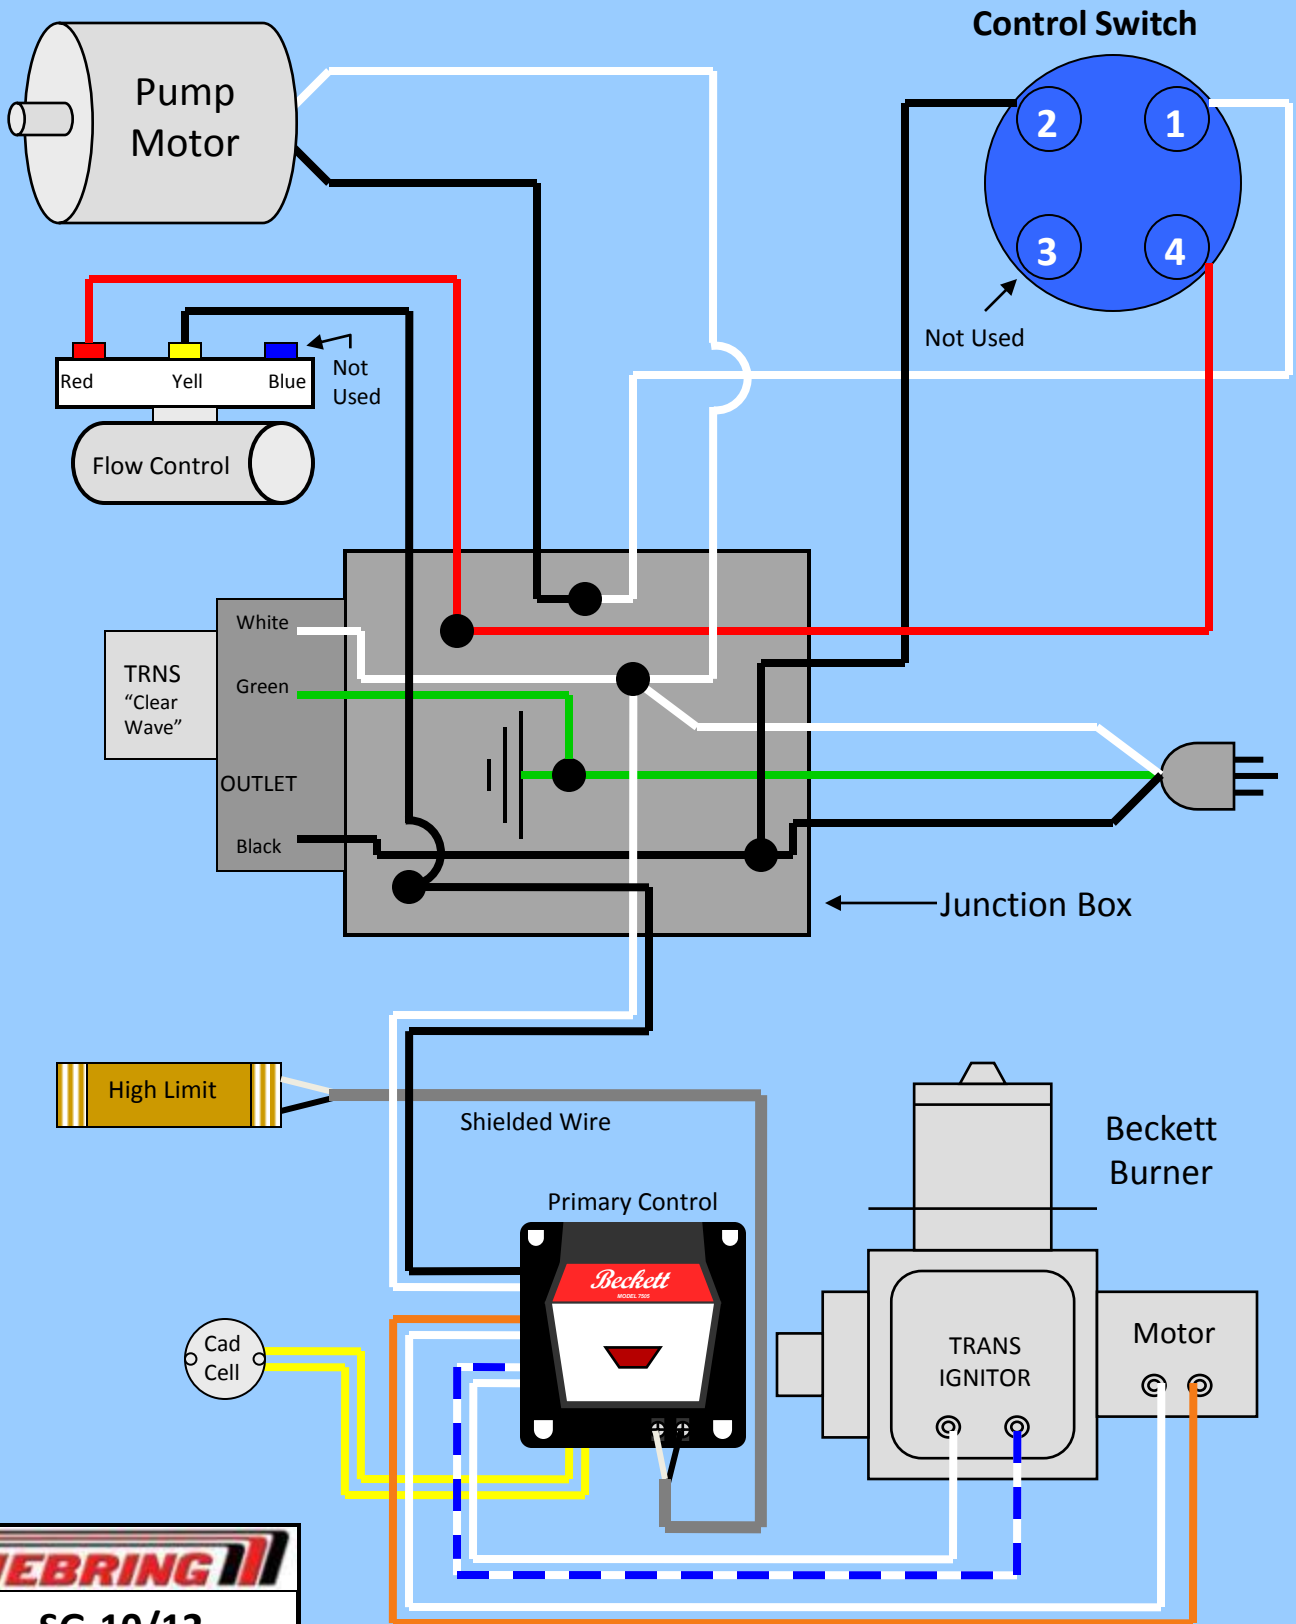 Control Switch
Pump
Motor
2
1
3
4
Not Used
Not
Used
Red
Yell
Blue
Flow Control
White
TRNS
“Clear
Wave”
Green
OUTLET
Black
Junction Box
High Limit
Shielded Wire
Beckett
Burner
Primary Control
Beckett
MODEL 7505
Cad
Cell
TRANS
IGNITOR
Motor